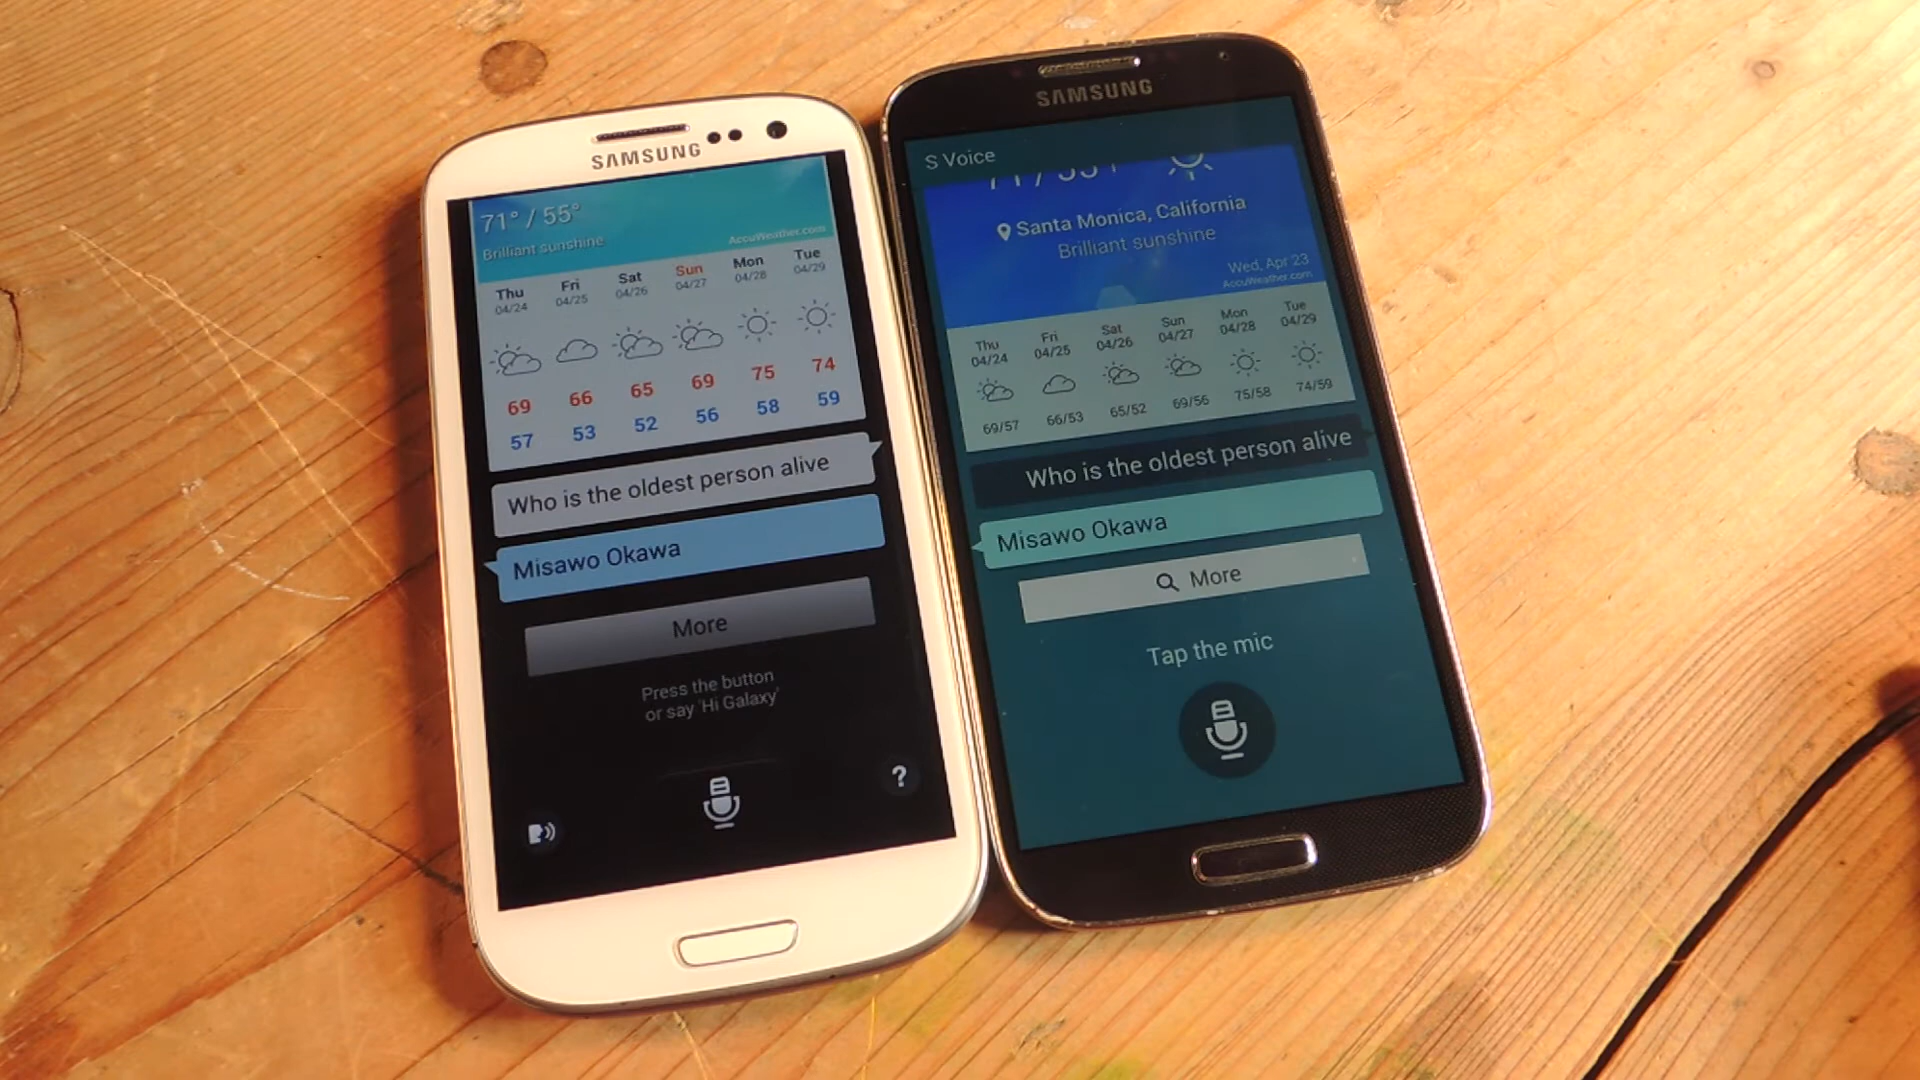 SAMSUNG
71° / 55°
Brilliant sunshine
AccuWeather.com
Thu Fri Sat Sun Mon Tue
04/24 04/25 04/26 04/27 04/28 04/29
69 66 65 69 75 74
57 53 52 56 58 59
Who is the oldest person alive
Misawo Okawa
More
Press the button
or say 'Hi Galaxy'
?
SAMSUNG
S Voice
Santa Monica, California
Brilliant sunshine
Wed, Apr 23
AccuWeather.com
Thu Fri Sat Sun Mon Tue
04/24 04/25 04/26 04/27 04/28 04/29
69/57 66/53 65/52 69/56 75/58 74/59
Who is the oldest person alive
Misawo Okawa
More
Tap the mic